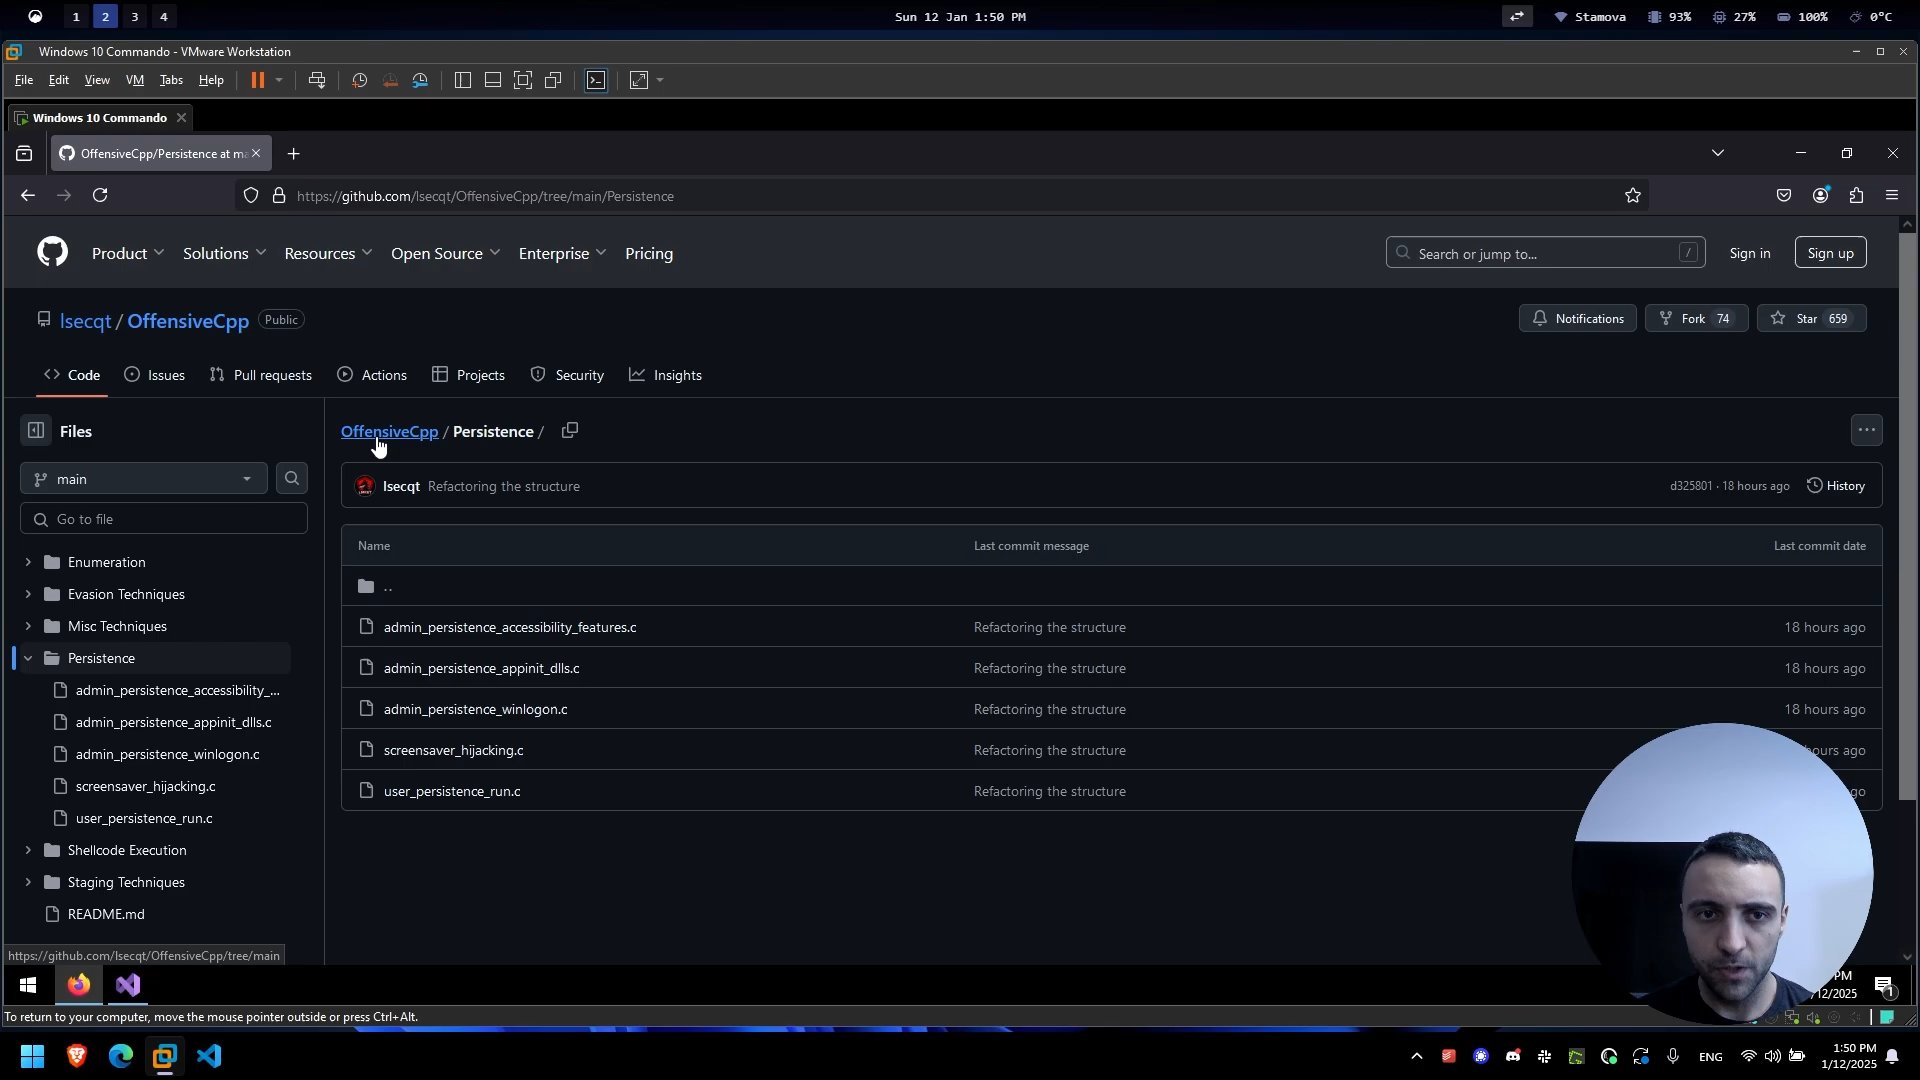 1 2 3 4
Sun 12 Jan 1:50 PM
Stamova 93% 27% 100% 0°C
Windows 10 Commando - VMware Workstation
File Edit View VM Tabs Help
Windows 10 Commando
OffensiveCpp/Persistence at ma
https://github.com/lsecqt/OffensiveCpp/tree/main/Persistence
Product Solutions Resources Open Source Enterprise Pricing
Search or jump to... /
Sign in
Sign up
lsecqt / OffensiveCpp Public
Notifications
Fork 74
Star 659
Code Issues Pull requests Actions Projects Security Insights
Files
main
Go to file
Enumeration
Evasion Techniques
Misc Techniques
Persistence
admin_persistence_accessibility_...
admin_persistence_appinit_dlls.c
admin_persistence_winlogon.c
screensaver_hijacking.c
user_persistence_run.c
Shellcode Execution
Staging Techniques
README.md
OffensiveCpp / Persistence /
lsecqt Refactoring the structure
d325801 · 18 hours ago History
Name Last commit message Last commit date
..
admin_persistence_accessibility_features.c Refactoring the structure 18 hours ago
admin_persistence_appinit_dlls.c Refactoring the structure 18 hours ago
admin_persistence_winlogon.c Refactoring the structure 18 hours ago
screensaver_hijacking.c Refactoring the structure hours ago
user_persistence_run.c Refactoring the structure go
https://github.com/lsecqt/OffensiveCpp/tree/main
PM
/12/2025
1
To return to your computer, move the mouse pointer outside or press Ctrl+Alt.
ENG
1:50 PM
1/12/2025